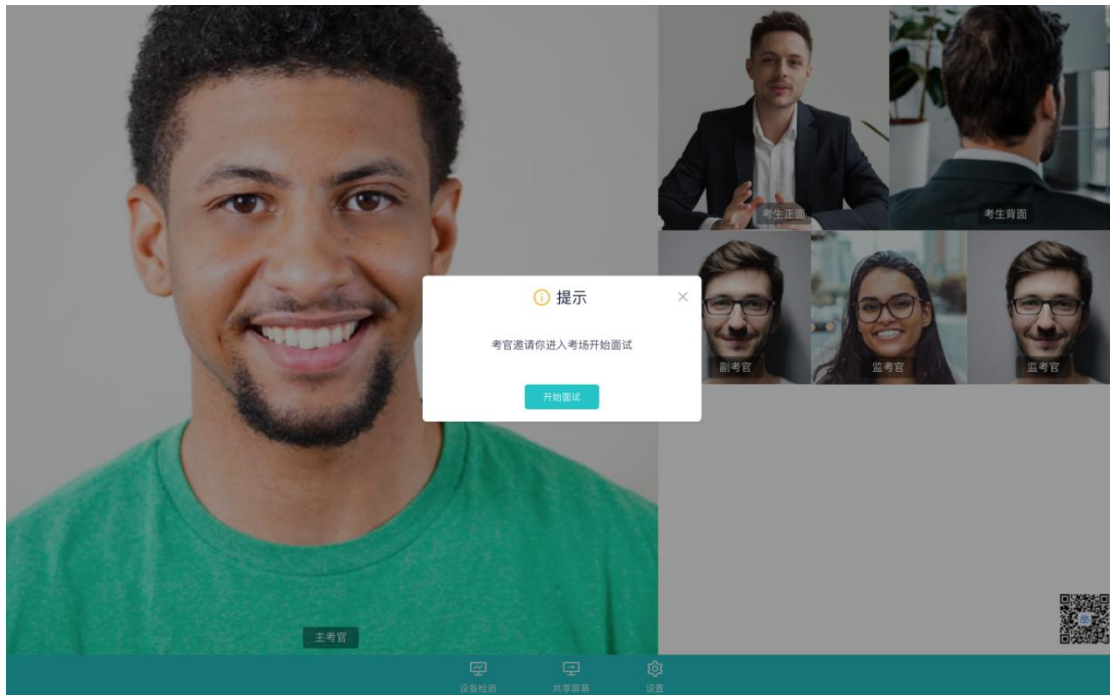 考生正面
考生背面
提示
考官邀请你进入考场开始面试
开始面试
副考官
监考官
监考官
主考官
设备检测
共享屏幕
设置